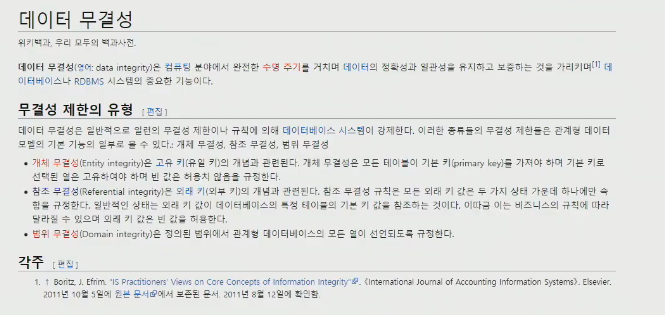 데이터 무결성
위키백과, 우리 모두의 백과사전.
데이터 무결성(영어: data integrity)은 컴퓨팅 분야에서 완전한 수명 주기를 거치며 데이터의 정확성과 일관성을 유지하고 보증하는 것을 가리키며[1] 데
이터베이스나 RDBMS 시스템의 중요한 기능이다.
무결성 제한의 유형 [편집]
데이터 무결성은 일반적으로 일련의 무결성 제한이나 규칙에 의해 데이터베이스 시스템이 강제한다. 이러한 종류들의 무결성 제한들은 관계형 데이터
모델의 기본 기능의 일부로 볼 수 있다.: 개체 무결성, 참조 무결성, 범위 무결성
• 개체 무결성(Entity integrity)은 고유 키(유일 키)의 개념과 관련된다. 개체 무결성은 모든 테이블이 기본 키(primary key)를 가져야 하며 기본 키로
선택된 열은 고유하여야 하며 빈 값은 허용치 않음을 규정한다.
• 참조 무결성(Referential integrity)은 외래 키(외부 키)의 개념과 관련된다. 참조 무결성 규칙은 모든 외래 키 값은 두 가지 상태 가운데 하나에만 속
함을 규정한다. 일반적인 상태는 외래 키 값이 데이터베이스의 특정 테이블의 기본 키 값을 참조하는 것이다. 이따금 이는 비즈니스의 규칙에 따라
달라질 수 있으며 외래 키 값은 빈 값을 허용한다.
• 범위 무결성(Domain integrity)은 정의된 범위에서 관계형 데이터베이스의 모든 열이 선언되도록 규정한다.
각주 [편집]
1. ↑ Boritz, J. Efrim. "IS Practitioners' Views on Core Concepts of Information Integrity". 《International Journal of Accounting Information Systems》. Elsevier.
2011년 10월 5일에 원본 문서에서 보존된 문서. 2011년 8월 12일에 확인함.